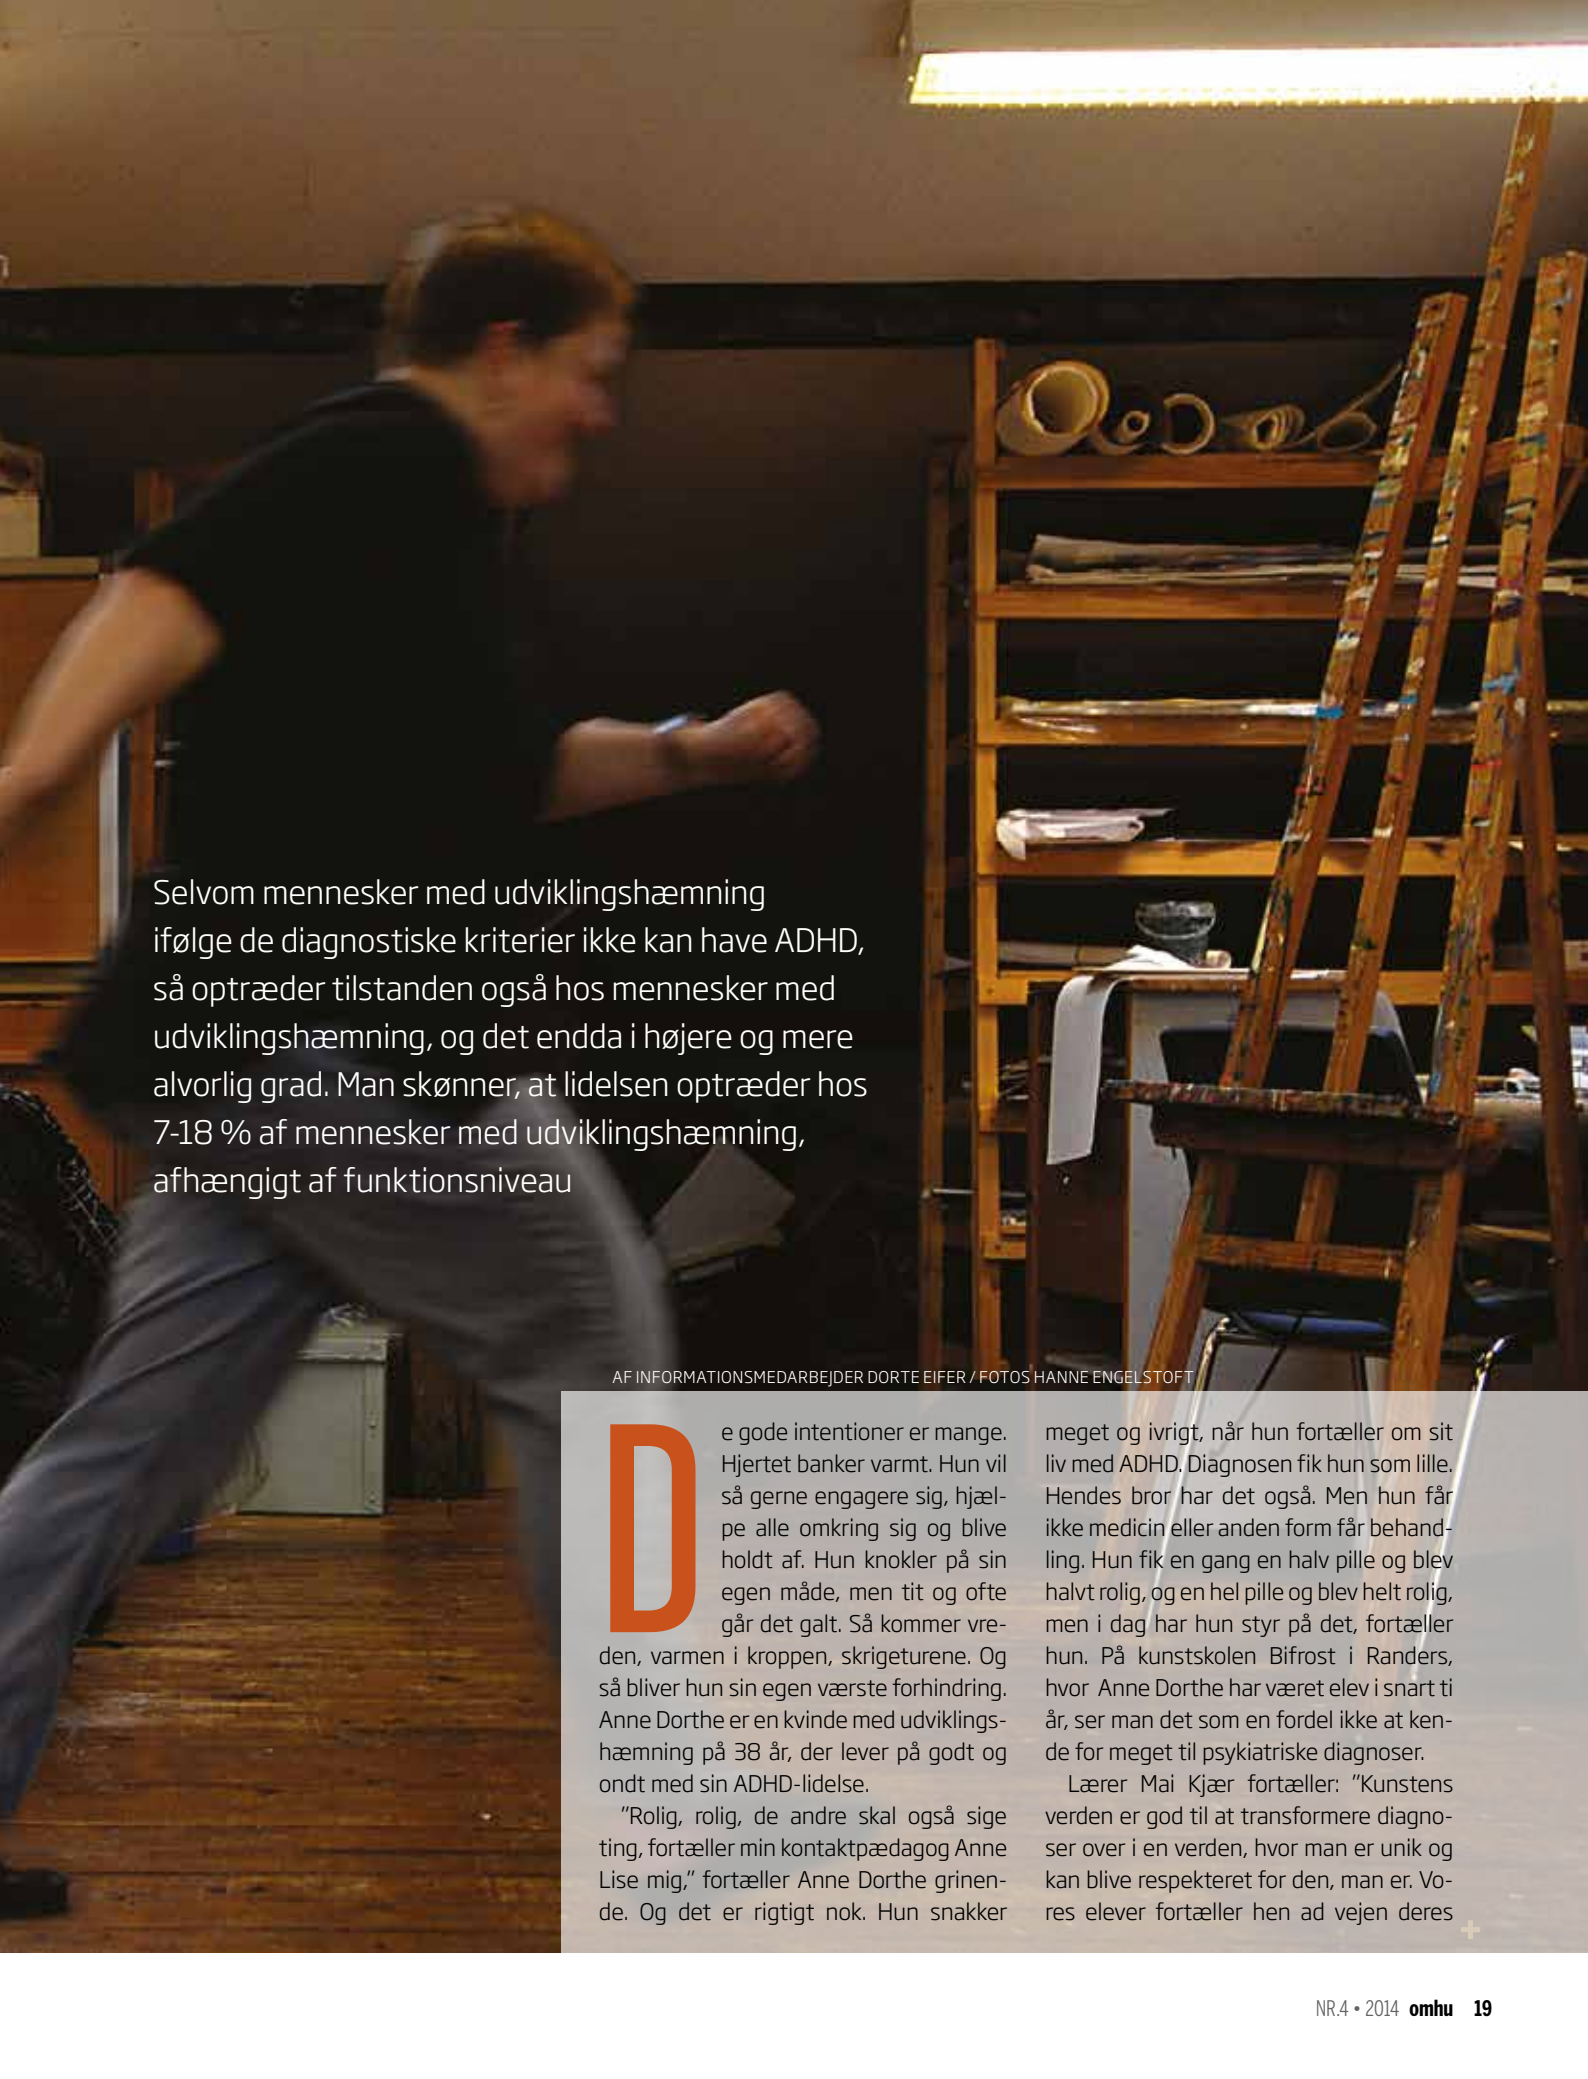 Selvom mennesker med udviklingshæmning
ifølge de diagnostiske kriterier ikke kan have ADHD,
så optræder tilstanden også hos mennesker med
udviklingshæmning, og det endda i højere og mere
alvorlig grad. Man skønner, at lidelsen optræder hos
7-18 % af mennesker med udviklingshæmning,
afhængigt af funktionsniveau
AF INFORMATIONSMEDARBEJDER DORTE EIFER / FOTOS HANNE ENGELSTOFT
De gode intentioner er mange.
Hjertet banker varmt. Hun vil
så gerne engagere sig, hjæl-
pe alle omkring sig og blive
holdt af. Hun knokler på sin
egen måde, men tit og ofte
går det galt. Så kommer vre-
den, varmen i kroppen, skrigeturene. Og
så bliver hun sin egen værste forhindring.
Anne Dorthe er en kvinde med udviklings-
hæmning på 38 år, der lever på godt og
ondt med sin ADHD-lidelse.
”Rolig, rolig, de andre skal også sige
ting, fortæller min kontaktpædagog Anne
Lise mig,” fortæller Anne Dorthe grinen-
de. Og det er rigtigt nok. Hun snakker
meget og ivrigt, når hun fortæller om sit
liv med ADHD. Diagnosen fik hun som lille.
Hendes bror har det også. Men hun får
ikke medicin eller anden form får behand-
ling. Hun fik en gang en halv pille og blev
halvt rolig, og en hel pille og blev helt rolig,
men i dag har hun styr på det, fortæller
hun. På kunstskolen Bifrost i Randers,
hvor Anne Dorthe har været elev i snart ti
år, ser man det som en fordel ikke at ken-
de for meget til psykiatriske diagnoser.
Lærer Mai Kjær fortæller: ”Kunstens
verden er god til at transformere diagno-
ser over i en verden, hvor man er unik og
kan blive respekteret for den, man er. Vo-
res elever fortæller hen ad vejen deres
NR.4 • 2014 omhu 19